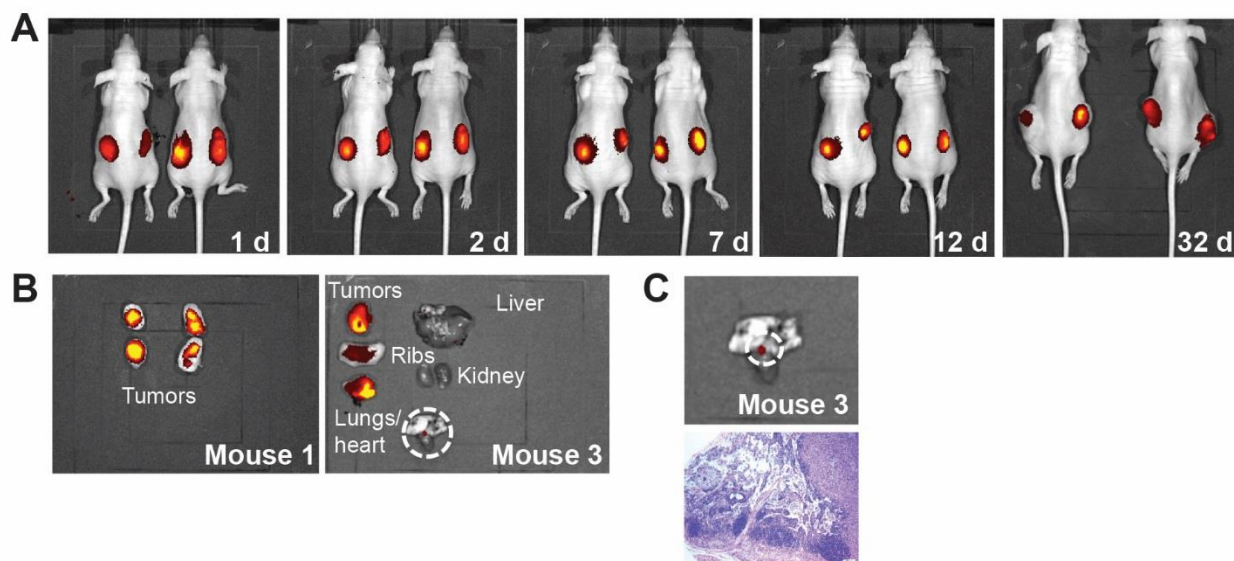 A
1 d
2 d
7 d
12 d
32 d
B
Tumors
Mouse 1
Tumors
Liver
Ribs
Kidney
Lungs/
heart
Mouse 3
C
Mouse 3